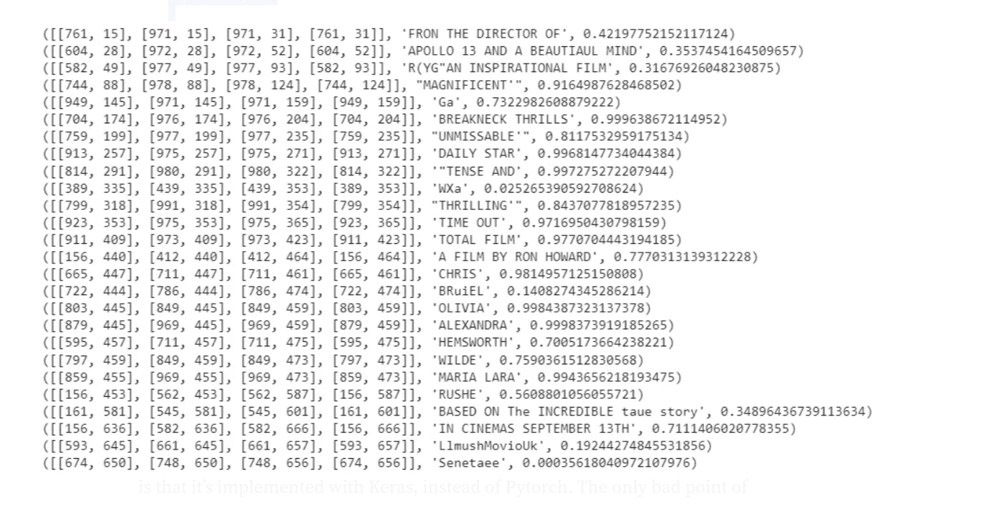 ([[761, 15], [971, 15], [971, 31], [761, 31]], 'FRON THE DIRECTOR OF', 0.42197752152117124)
([[604, 28], [972, 28], [972, 52], [604, 52]], 'APOLLO 13 AND A BEAUTIAUL MIND', 0.3537454164509657)
([[582, 49], [977, 49], [977, 93], [582, 93]], 'R(YG"AN INSPIRATIONAL FILM', 0.31676926048230875)
([[744, 88], [978, 88], [978, 124], [744, 124]], "MAGNIFICENT'", 0.9164987628468502)
([[949, 145], [971, 145], [971, 159], [949, 159]], 'Ga', 0.7322982608879222)
([[704, 174], [976, 174], [976, 204], [704, 204]], 'BREAKNECK THRILLS', 0.999638672114952)
([[759, 199], [977, 199], [977, 235], [759, 235]], "UNMISSABLE'", 0.8117532959175134)
([[913, 257], [975, 257], [975, 271], [913, 271]], 'DAILY STAR', 0.9968147734044384)
([[814, 291], [980, 291], [980, 322], [814, 322]], '"TENSE AND', 0.997275272207944)
([[389, 335], [439, 335], [439, 353], [389, 353]], 'WXa', 0.025265390592708624)
([[799, 318], [991, 318], [991, 354], [799, 354]], "THRILLING'", 0.8437077818957235)
([[923, 353], [975, 353], [975, 365], [923, 365]], 'TIME OUT', 0.9716950430798159)
([[911, 409], [973, 409], [973, 423], [911, 423]], 'TOTAL FILM', 0.9770704443194185)
([[156, 440], [412, 440], [412, 464], [156, 464]], 'A FILM BY RON HOWARD', 0.7770313139312228)
([[665, 447], [711, 447], [711, 461], [665, 461]], 'CHRIS', 0.9814957125150808)
([[722, 444], [786, 444], [786, 474], [722, 474]], 'BRuiEL', 0.1408274345286214)
([[803, 445], [849, 445], [849, 459], [803, 459]], 'OLIVIA', 0.9984387323137378)
([[879, 445], [969, 445], [969, 459], [879, 459]], 'ALEXANDRA', 0.9998373919185265)
([[595, 457], [711, 457], [711, 475], [595, 475]], 'HEMSWORTH', 0.7005173664238221)
([[797, 459], [849, 459], [849, 473], [797, 473]], 'WILDE', 0.7590361512830568)
([[859, 455], [969, 455], [969, 473], [859, 473]], 'MARIA LARA', 0.9943656218193475)
([[156, 453], [562, 453], [562, 587], [156, 587]], 'RUSHE', 0.5608801056055721)
([[161, 581], [545, 581], [545, 601], [161, 601]], 'BASED ON The INCREDIBLE taue story', 0.34896436739113634)
([[156, 636], [582, 636], [582, 666], [156, 666]], 'IN CINEMAS SEPTEMBER 13TH', 0.7111406020778355)
([[593, 645], [661, 645], [661, 657], [593, 657]], 'LlmushMovioUk', 0.19244274845531856)
([[674, 650], [748, 650], [748, 656], [674, 656]], 'Senetaee', 0.00035618040972107976)
is that it's implemented with Keras, instead of Pytorch. The only bad point of